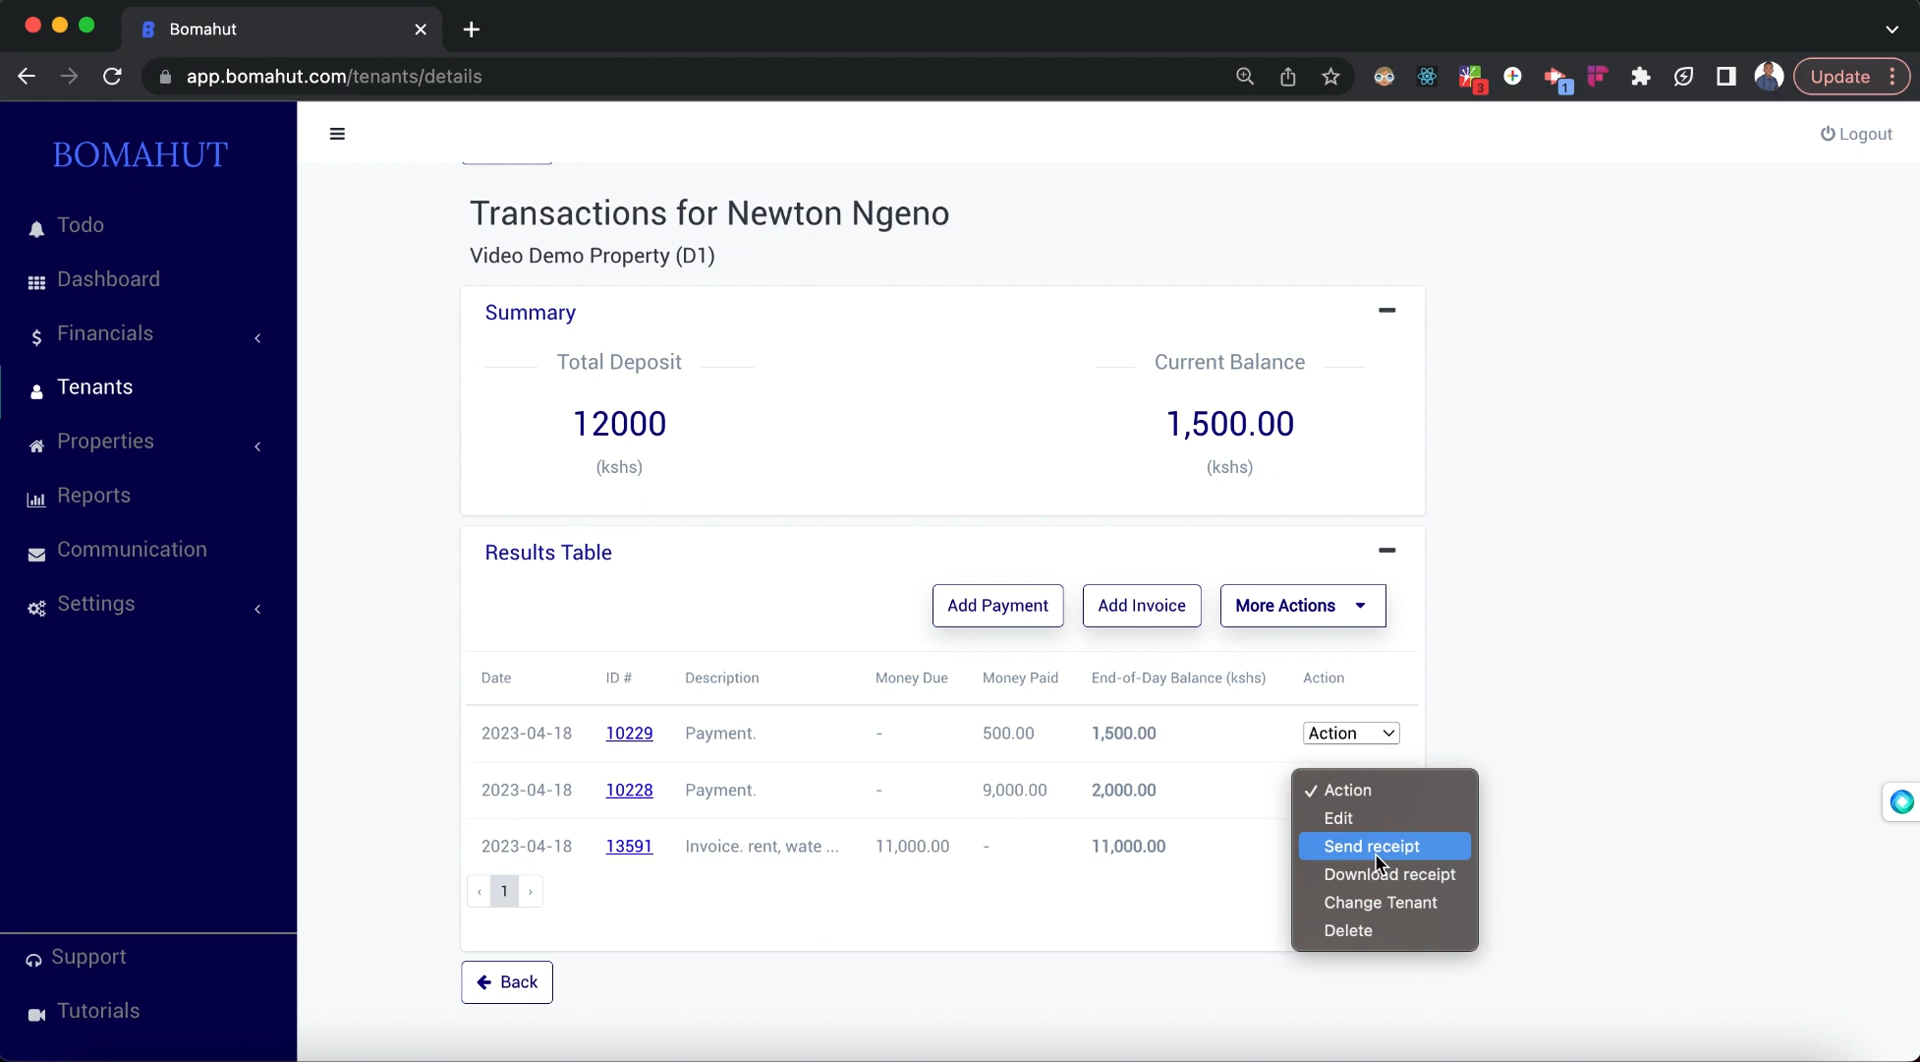 Bomahut
app.bomahut.com/tenants/details
3
1
Update
BOMAHUT
Logout
Todo
Dashboard
Financials
Tenants
Properties
Reports
Communication
Settings
Support
Tutorials
Transactions for Newton Ngeno
Video Demo Property (D1)
Summary
Total Deposit
12000
(kshs)
Current Balance
1,500.00
(kshs)
Results Table
Add Payment
Add Invoice
More Actions
Date ID # Description Money Due Money Paid End-of-Day Balance (kshs) Action
2023-04-18 10229 Payment. - 500.00 1,500.00 Action
2023-04-18 10228 Payment. - 9,000.00 2,000.00
2023-04-18 13591 Invoice. rent, wate ... 11,000.00 - 11,000.00
‹ 1 ›
✓ Action
Edit
Send receipt
Download receipt
Change Tenant
Delete
Back